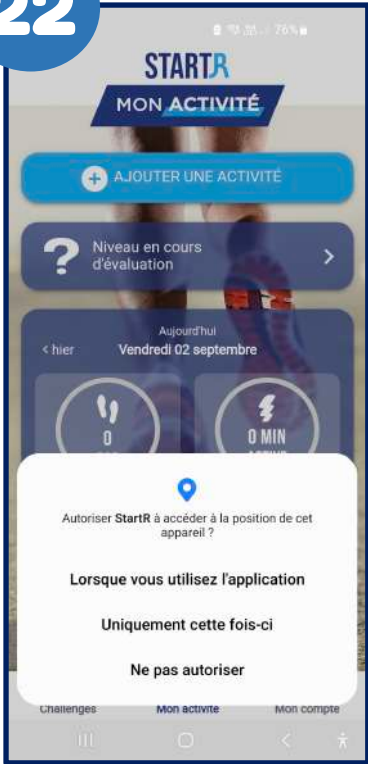 22
76%
STARTR
MON ACTIVITÉ
AJOUTER UNE ACTIVITÉ
?
Niveau en cours
d'évaluation
>
Aujourd'hui
< hier Vendredi 02 septembre
0
0 MIN
Autoriser StartR à accéder à la position de cet
appareil ?
Lorsque vous utilisez l'application
Uniquement cette fois-ci
Ne pas autoriser
Challenges Mon activité Mon compte